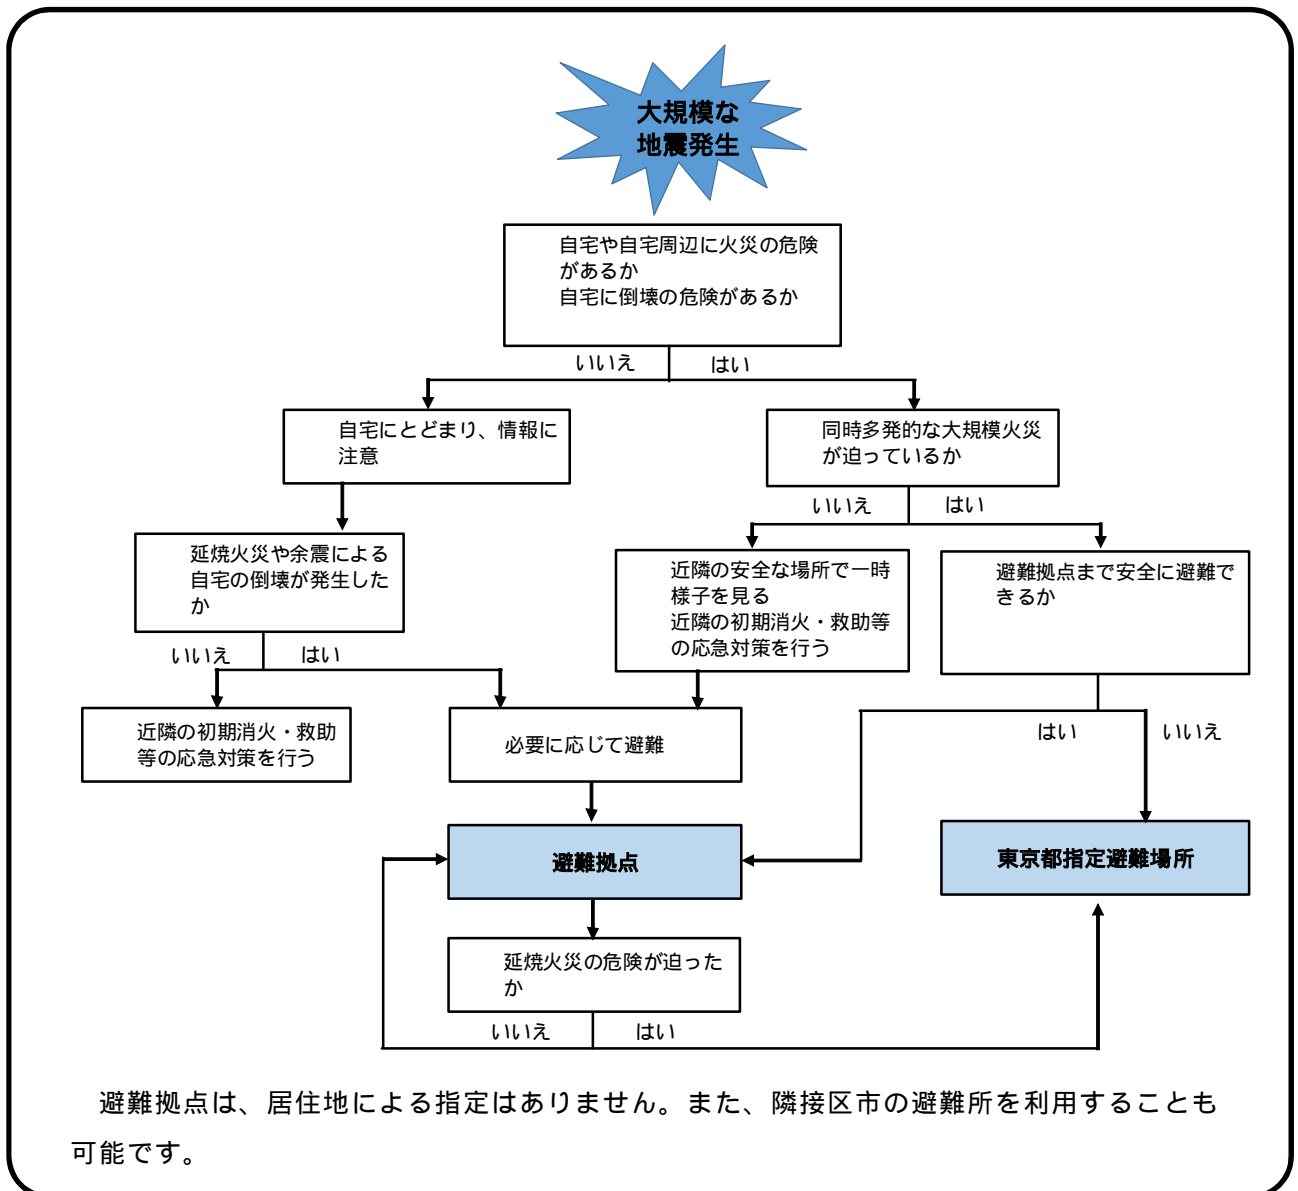 大規模な
地震発生
自宅や自宅周辺に火災の危険
があるか
自宅に倒壊の危険があるか
いいえ
はい
自宅にとどまり、情報に
注意
同時多発的な大規模火災
が迫っているか
いいえ
はい
延焼火災や余震による
自宅の倒壊が発生した
か
近隣の安全な場所で一時
様子を見る
近隣の初期消火・救助等
の応急対策を行う
避難拠点まで安全に避難で
きるか
いいえ
はい
近隣の初期消火・救助
等の応急対策を行う
必要に応じて避難
はい
いいえ
避難拠点
東京都指定避難場所
延焼火災の危険が迫った
か
いいえ
はい
避難拠点は、居住地による指定はありません。また、隣接区市の避難所を利用することも
可能です。